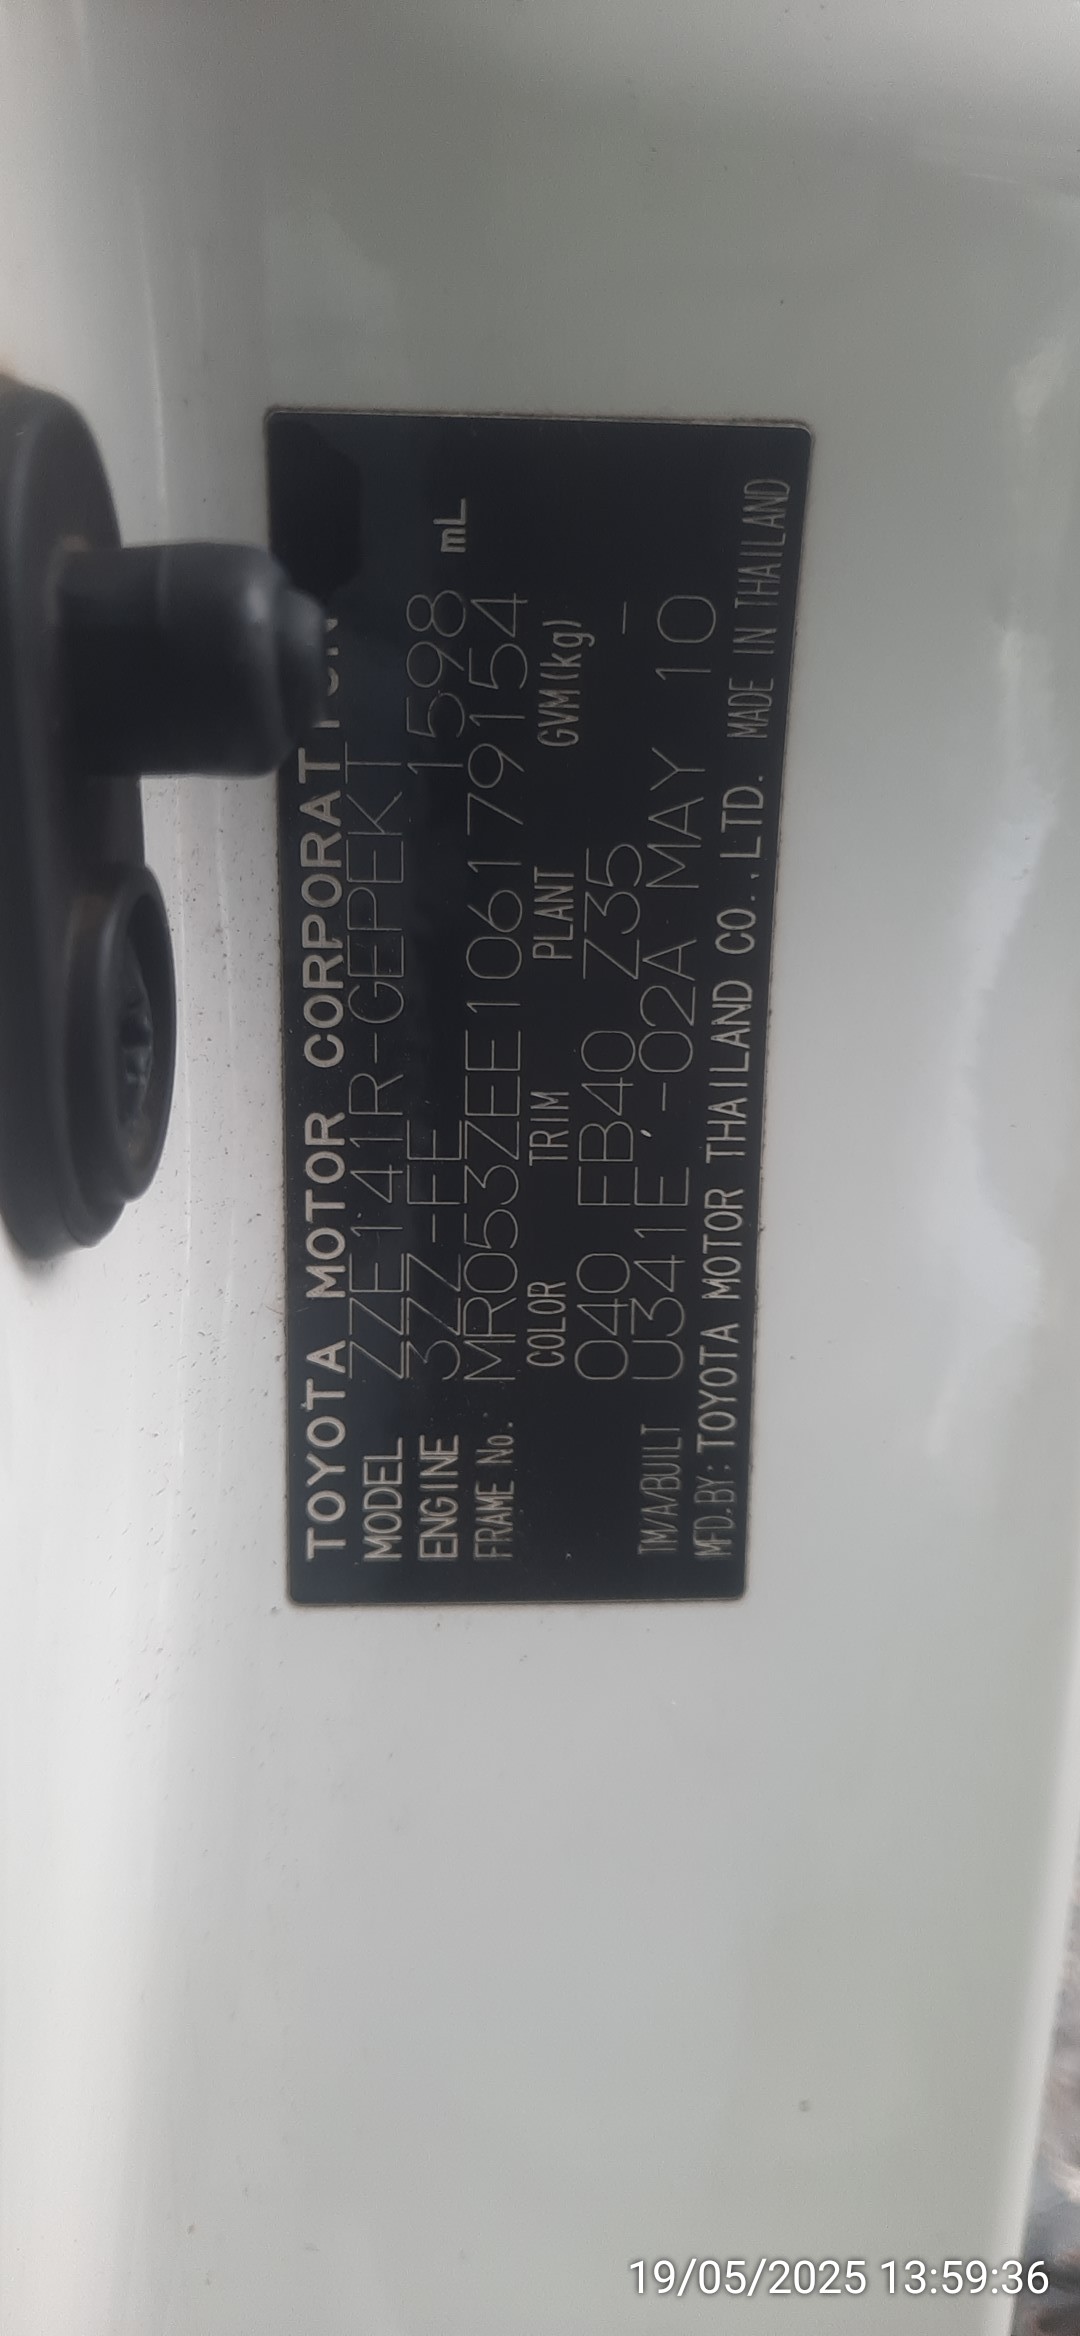 TOYOTA MOTOR CORPORATION
MODEL ZZE141R-GEPEKT
ENGINE 3ZZ-FE 1598 mL
FRAME No. MR053ZEE106179154
COLOR TRIM PLANT GVM(kg)
040 FB40 Z35 -
TM/A/BUILT U341E,-02A MAY 10
MFD.BY: TOYOTA MOTOR THAILAND CO.,LTD. MADE IN THAILAND
19/05/2025 13:59:36